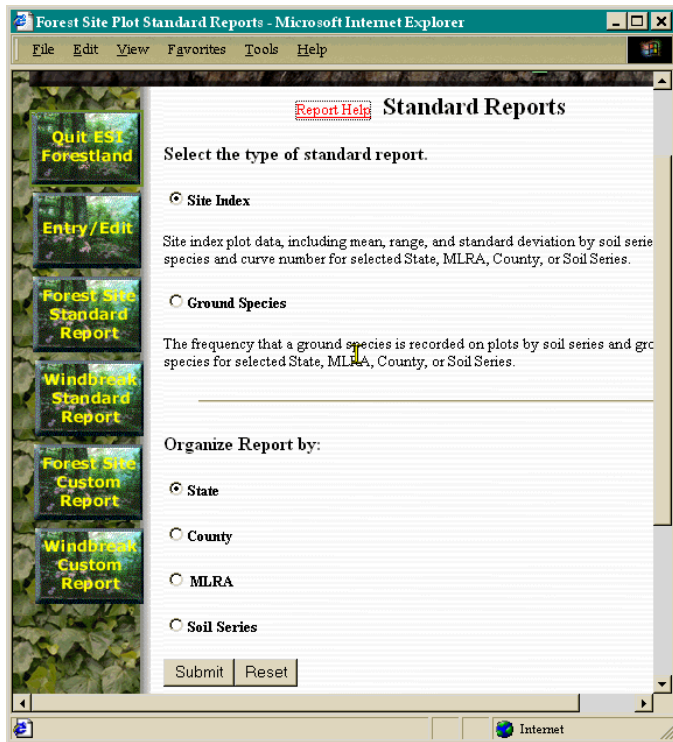 Forest Site Plot Standard Reports - Microsoft Internet Explorer
File Edit View Favorites Tools Help
Report Help Standard Reports
Quit ESI
Forestland
Select the type of standard report.
Site Index
Entry/Edit
Site index plot data, including mean, range, and standard deviation by soil serie
species and curve number for selected State, MLRA, County, or Soil Series.
Forest Site
Standard
Report
Ground Species
The frequency that a ground species is recorded on plots by soil series and gro
species for selected State, MLRA, County, or Soil Series.
Windbreak
Standard
Report
Organize Report by:
Forest Site
Custom
Report
State
County
Windbreak
Custom
Report
MLRA
Soil Series
Submit Reset
Internet